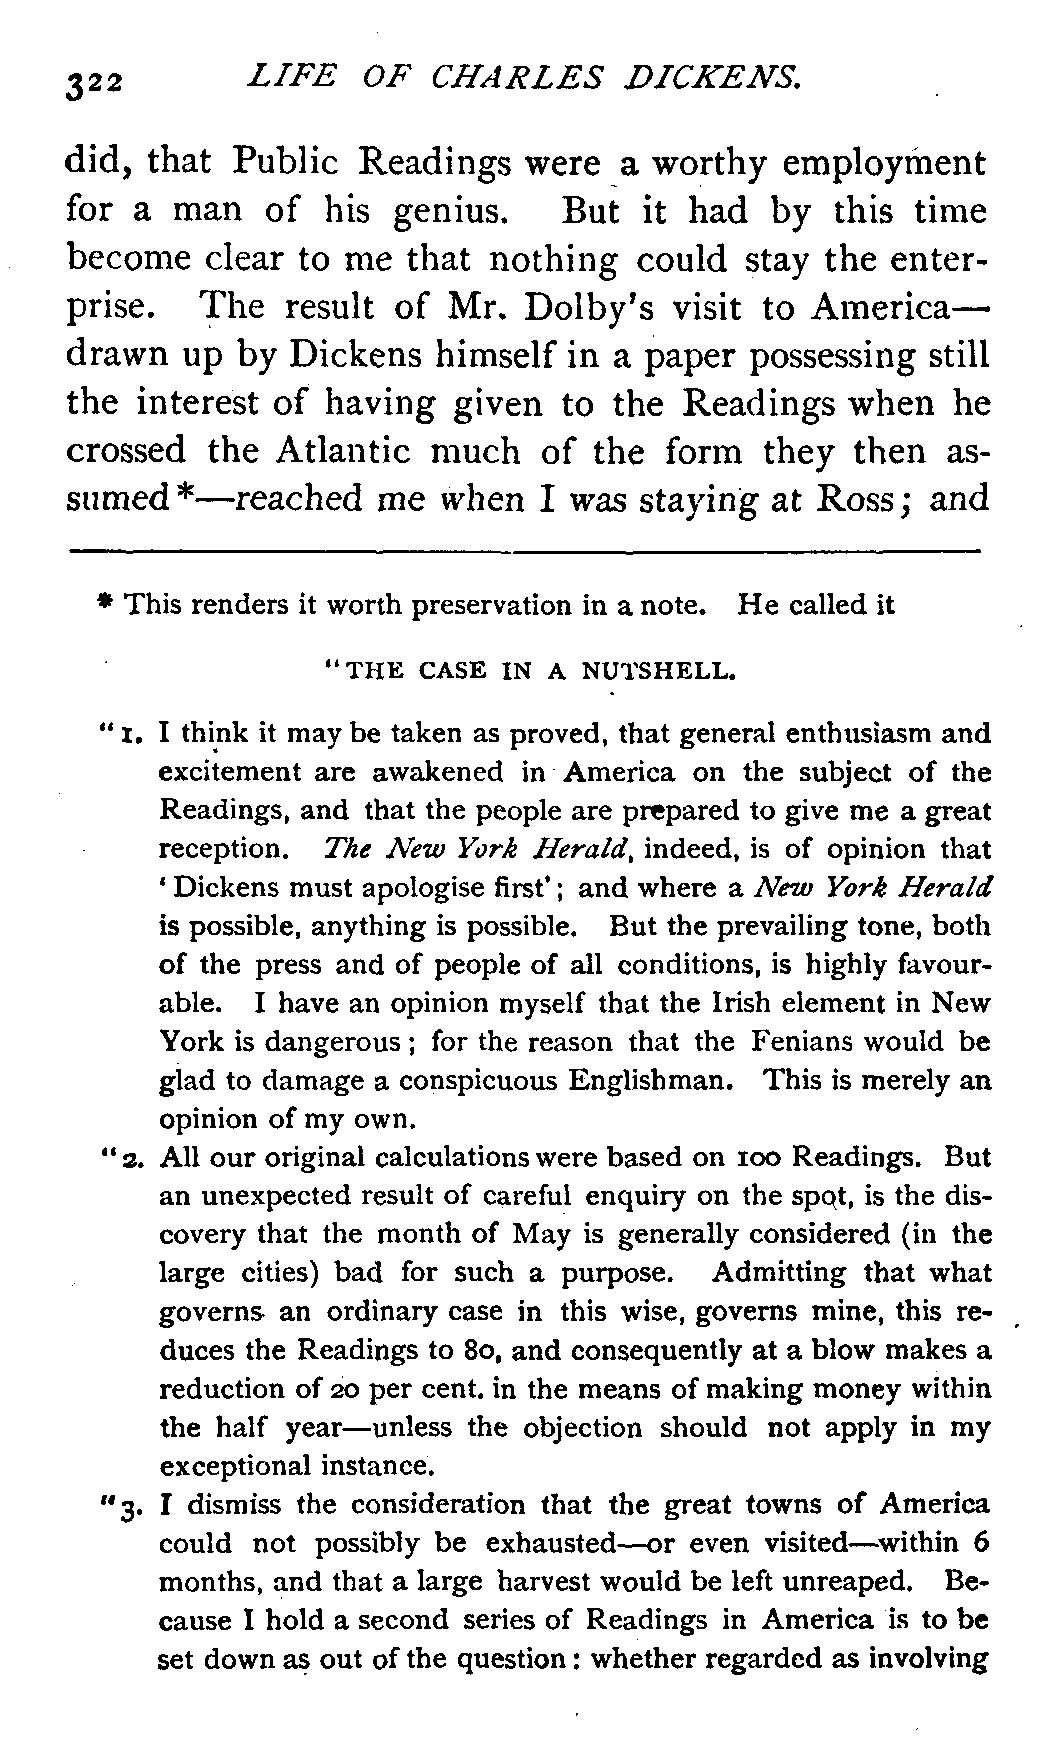 322 LIFE OF CHARLES DICKENS.
did, that Public Readings were a worthy employment
for a man of his genius. But it had by this time
become clear to me that nothing could stay the enter-
prise. The result of Mr. Dolby's visit to America—
drawn up by Dickens himself in a paper possessing still
the interest of having given to the Readings when he
crossed the Atlantic much of the form they then as-
sumed*—reached me when I was staying at Ross; and
* This renders it worth preservation in a note. He called it
"THE CASE IN A NUTSHELL.
"1. I think it may be taken as proved, that general enthusiasm and
excitement are awakened in America on the subject of the
Readings, and that the people are prepared to give me a great
reception. The New York Herald, indeed, is of opinion that
'Dickens must apologise first'; and where a New York Herald
is possible, anything is possible. But the prevailing tone, both
of the press and of people of all conditions, is highly favour-
able. I have an opinion myself that the Irish element in New
York is dangerous; for the reason that the Fenians would be
glad to damage a conspicuous Englishman. This is merely an
opinion of my own.
"2. All our original calculations were based on 100 Readings. But
an unexpected result of careful enquiry on the spot, is the dis-
covery that the month of May is generally considered (in the
large cities) bad for such a purpose. Admitting that what
governs an ordinary case in this wise, governs mine, this re-
duces the Readings to 80, and consequently at a blow makes a
reduction of 20 per cent. in the means of making money within
the half year—unless the objection should not apply in my
exceptional instance.
"3. I dismiss the consideration that the great towns of America
could not possibly be exhausted—or even visited—within 6
months, and that a large harvest would be left unreaped. Be-
cause I hold a second series of Readings in America is to be
set down as out of the question: whether regarded as involving